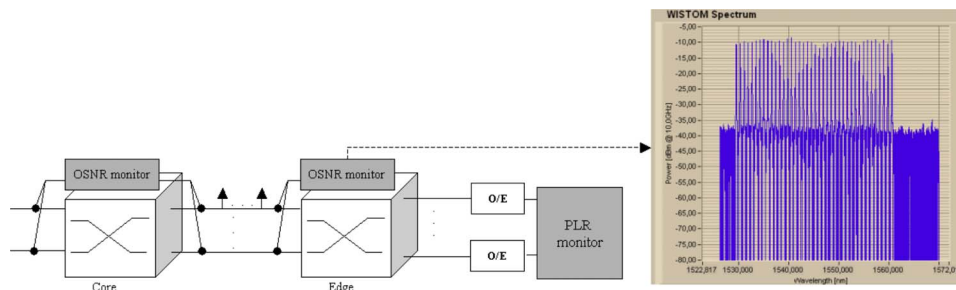 WISTOM Spectrum
OSNR monitor
OSNR monitor
O/E
O/E
PLR
monitor
Core
Edge
Power [dBm @ 10,0GHz]
-5,00
-10,00
-15,00
-20,00
-25,00
-30,00
-35,00
-40,00
-45,00
-50,00
-55,00
-60,00
-65,00
-70,00
-75,00
-80,00
1522,817
1530,000
1540,000
1550,000
1560,000
Wavelength [nm]